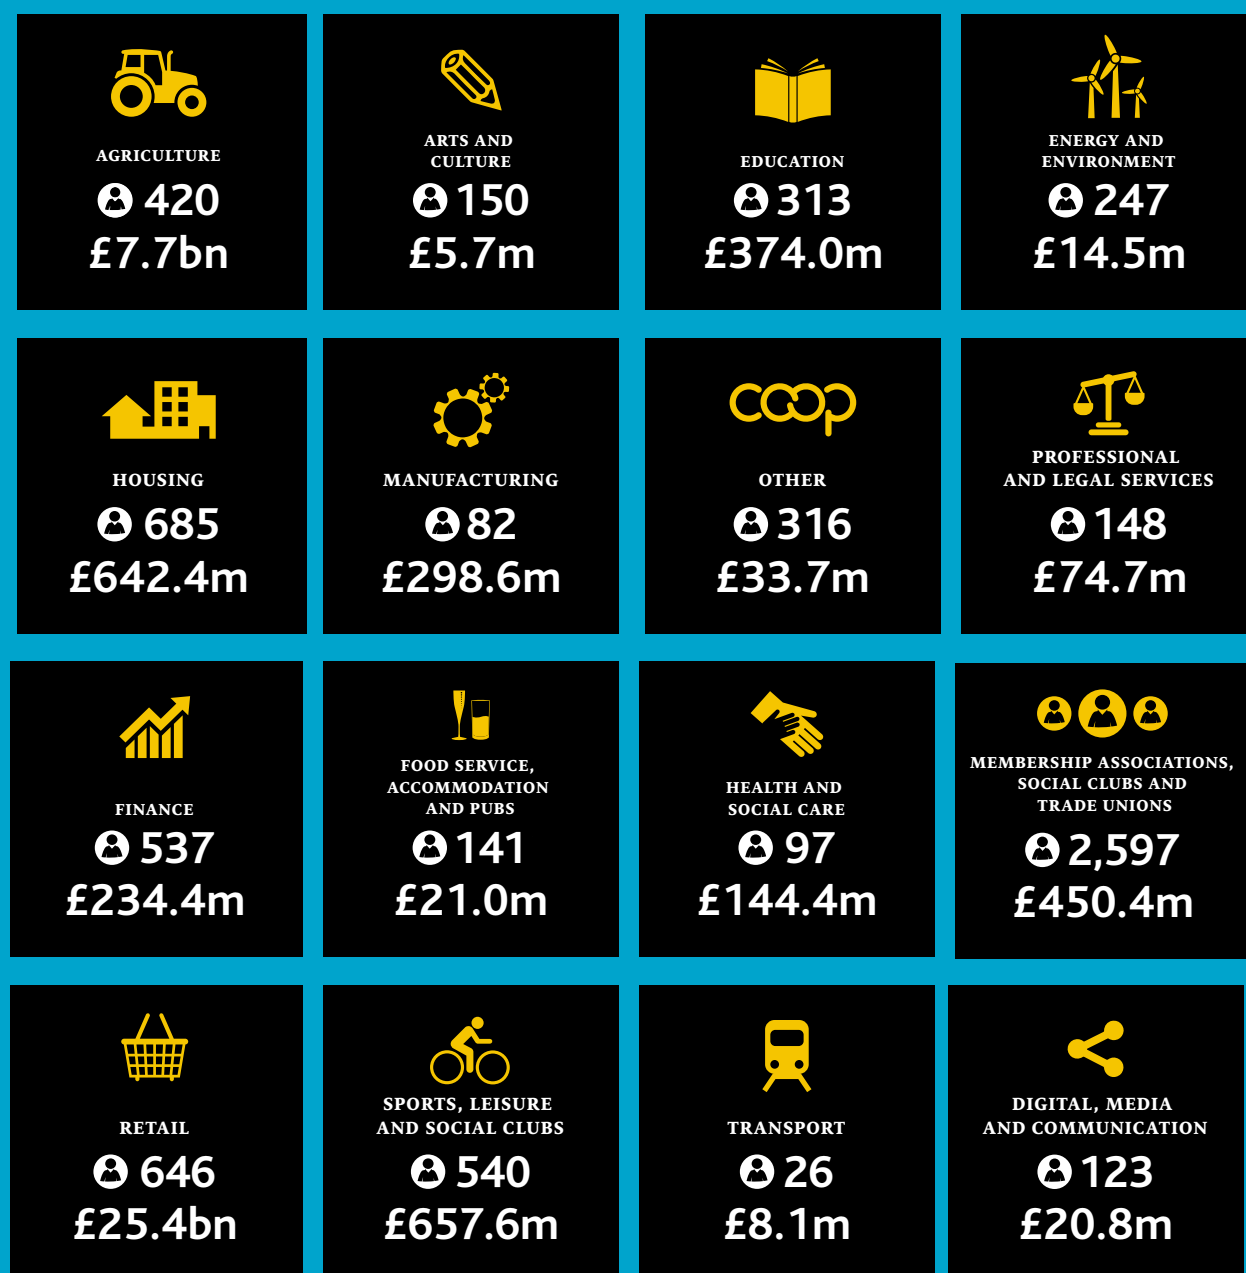 AGRICULTURE
420
£7.7bn
ARTS AND
CULTURE
150
£5.7m
EDUCATION
313
£374.0m
ENERGY AND
ENVIRONMENT
247
£14.5m
HOUSING
685
£642.4m
MANUFACTURING
82
£298.6m
coop
OTHER
316
£33.7m
PROFESSIONAL
AND LEGAL SERVICES
148
£74.7m
FINANCE
537
£234.4m
FOOD SERVICE,
ACCOMMODATION
AND PUBS
141
£21.0m
HEALTH AND
SOCIAL CARE
97
£144.4m
MEMBERSHIP ASSOCIATIONS,
SOCIAL CLUBS AND
TRADE UNIONS
2,597
£450.4m
RETAIL
646
£25.4bn
SPORTS, LEISURE
AND SOCIAL CLUBS
540
£657.6m
TRANSPORT
26
£8.1m
DIGITAL, MEDIA
AND COMMUNICATION
123
£20.8m